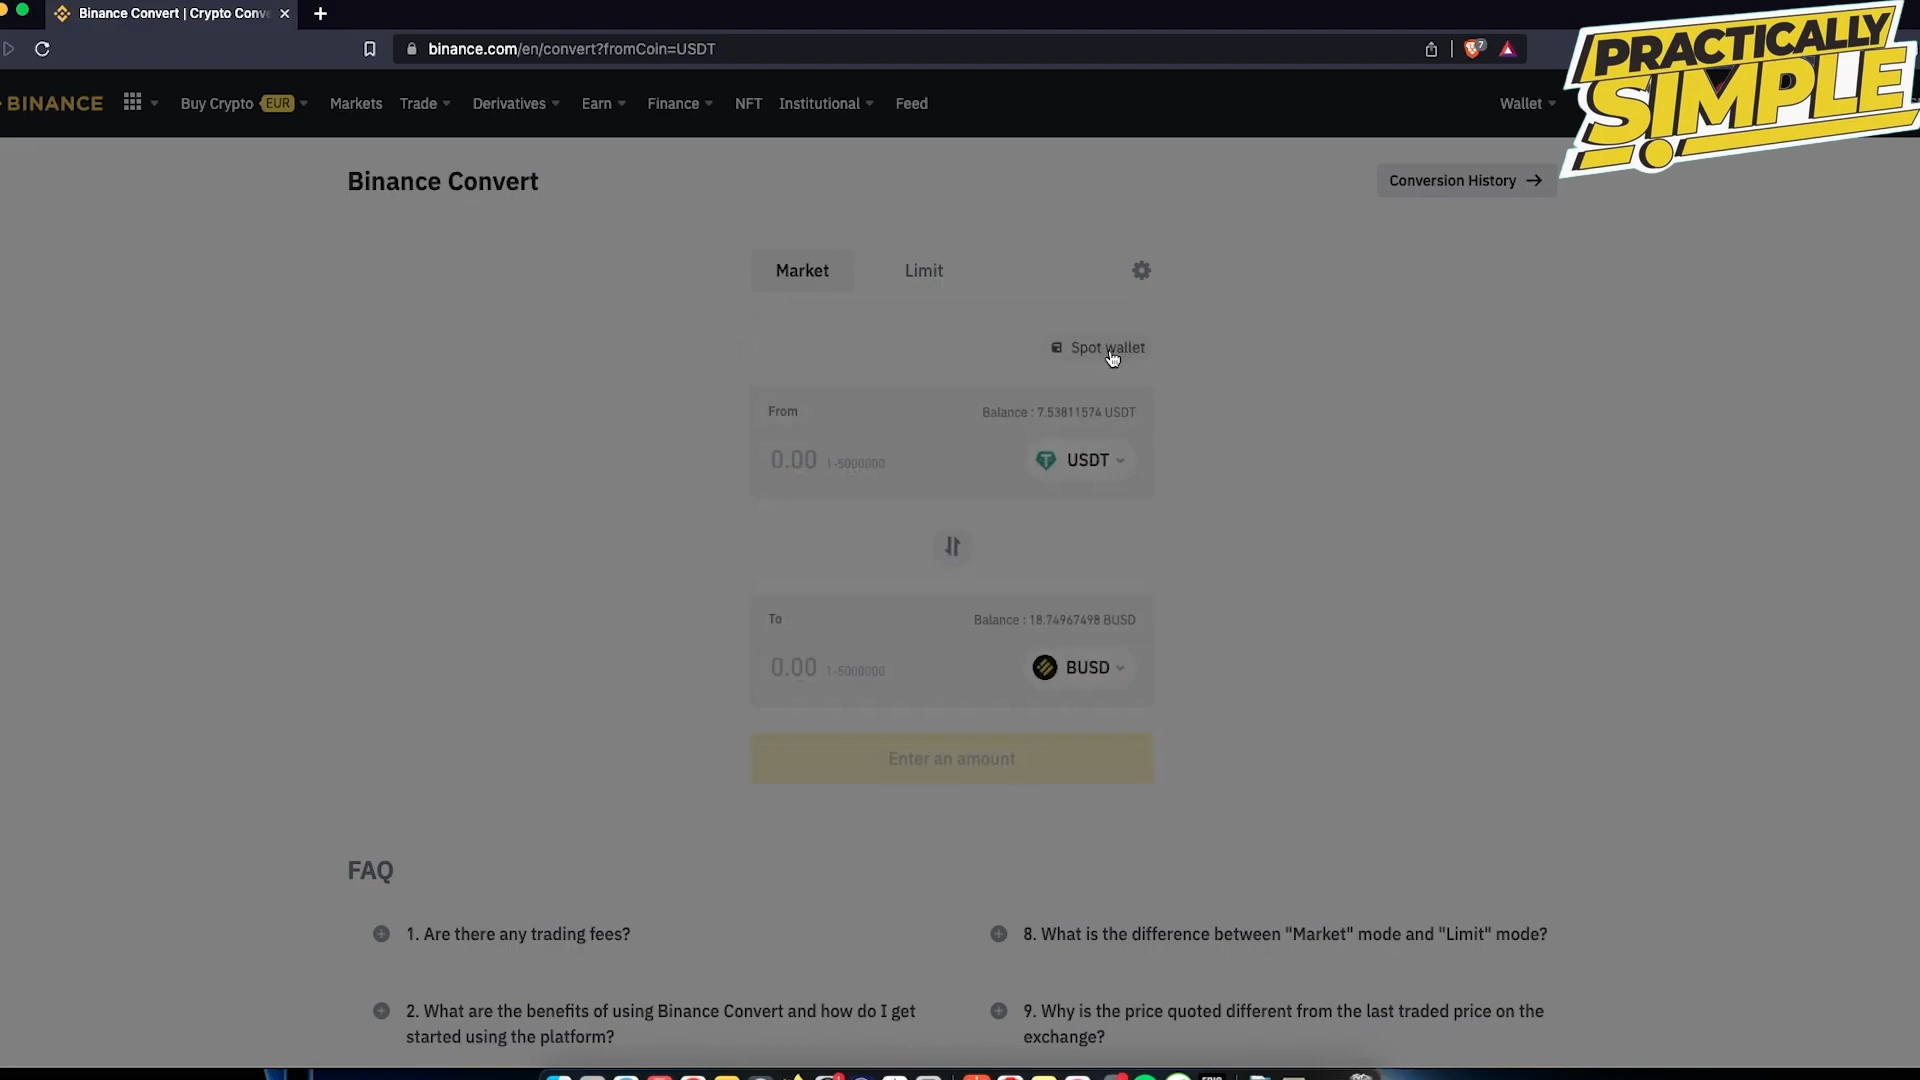 Binance Convert | Crypto Conv
binance.com/en/convert?fromCoin=USDT
7
PRACTICALLY
SIMPLE
BINANCE
Buy Crypto EUR
Markets
Trade
Derivatives
Earn
Finance
NFT
Institutional
Feed
Wallet
Binance Convert
Conversion History
Market
Limit
Spot wallet
From
Balance : 7.53811574 USDT
0.00 1-5000000
USDT
To
Balance : 18.74967498 BUSD
0.00 1-5000000
BUSD
Enter an amount
FAQ
1. Are there any trading fees?
8. What is the difference between "Market" mode and "Limit" mode?
2. What are the benefits of using Binance Convert and how do I get
started using the platform?
9. Why is the price quoted different from the last traded price on the
exchange?
EPIC